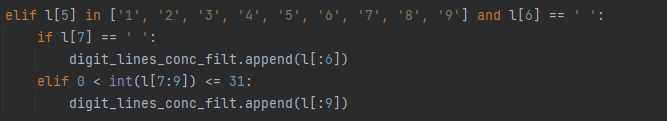 elif l[5] in ['1', '2', '3', '4', '5', '6', '7', '8', '9'] and l[6] == ' ':
    if l[7] == ' ':
        digit_lines_conc_filt.append(l[:6])
    elif 0 < int(l[7:9]) <= 31:
        digit_lines_conc_filt.append(l[:9])